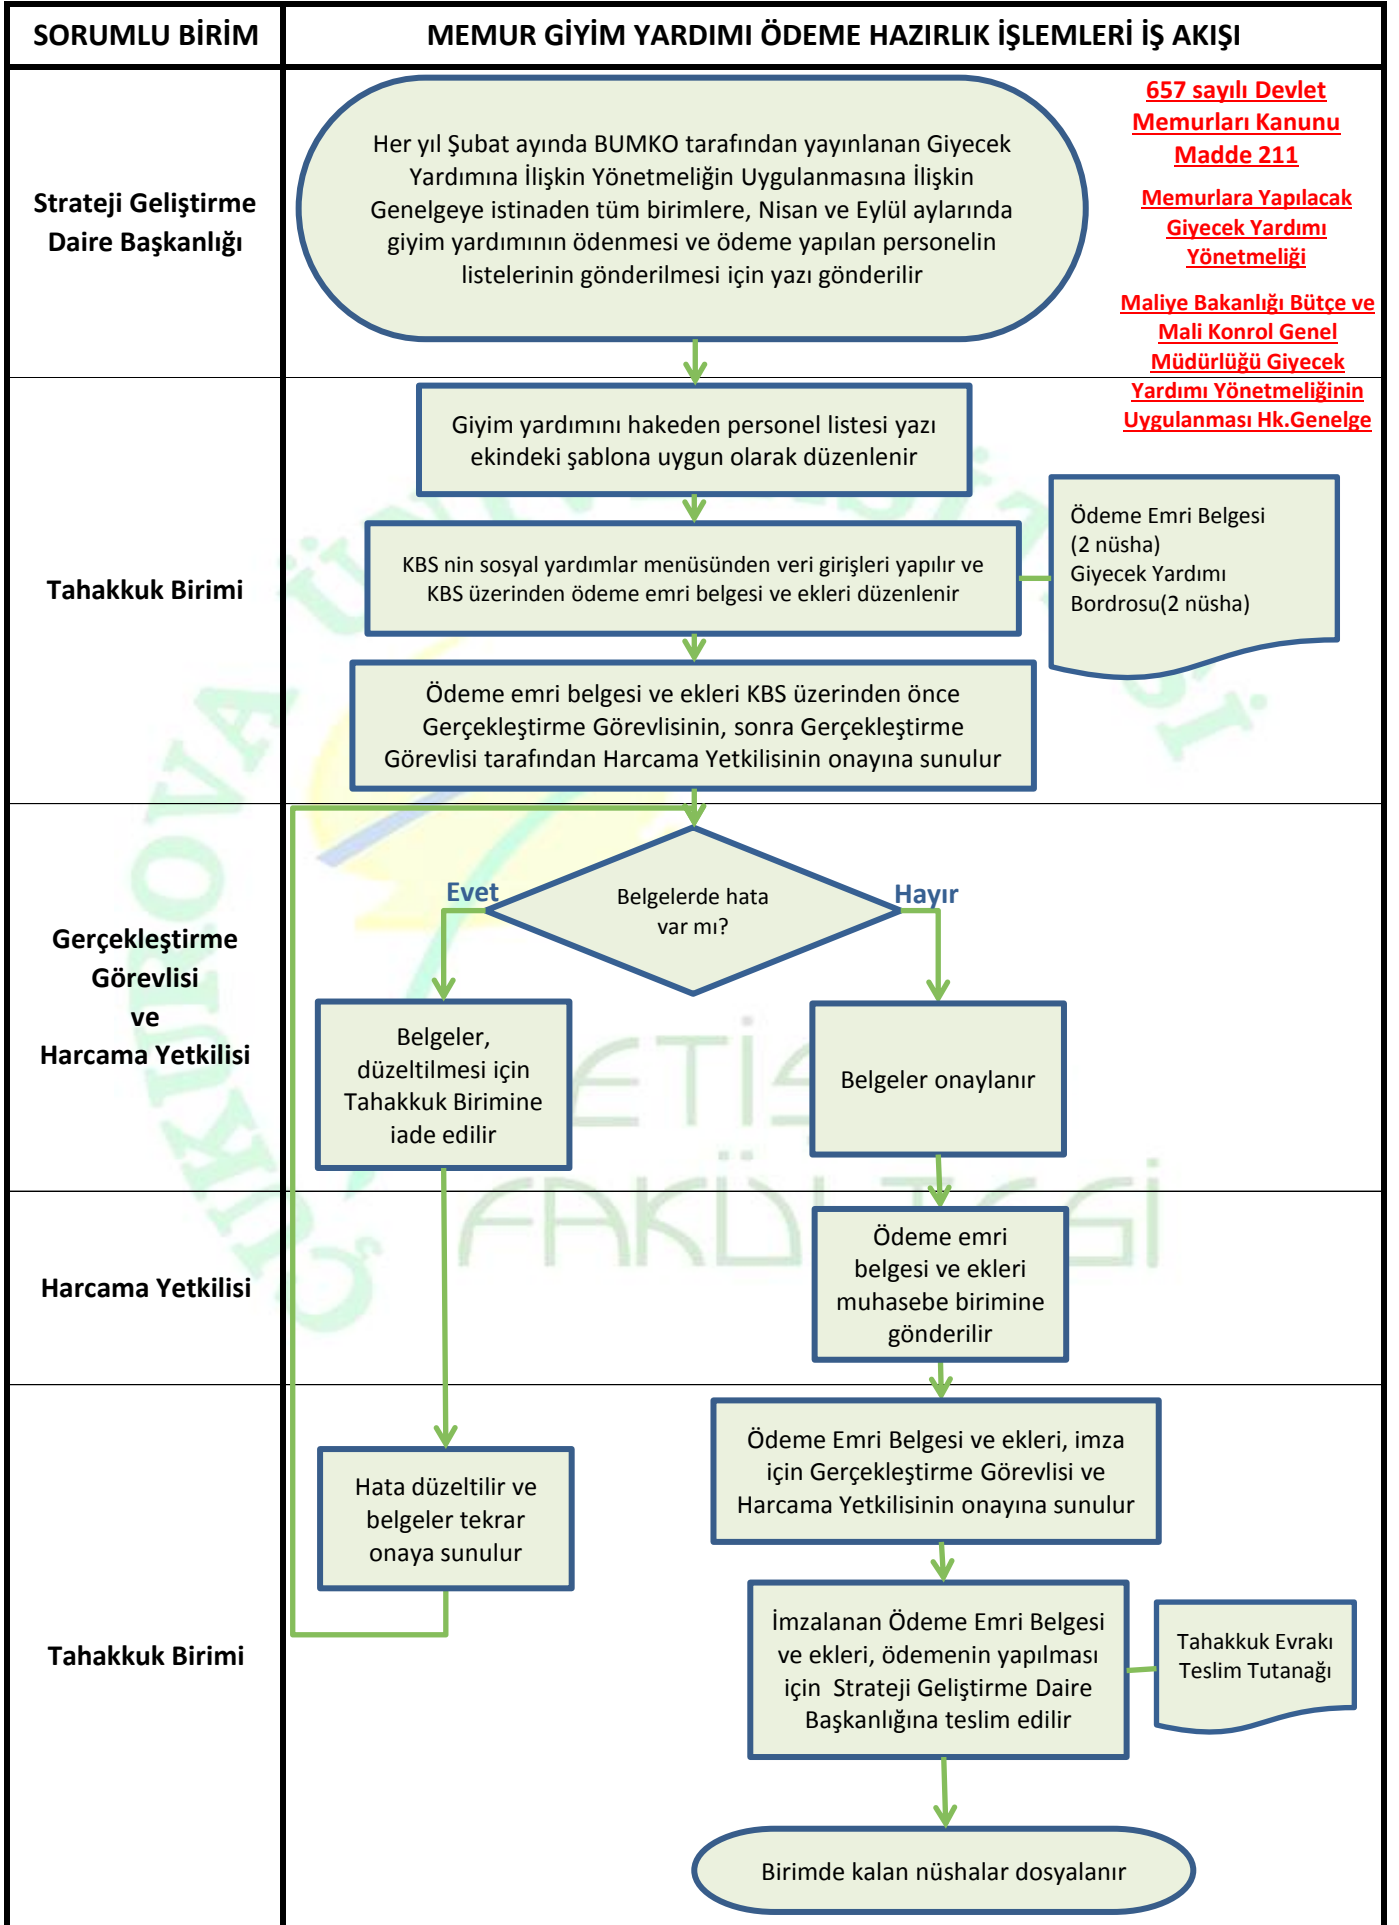 SORUMLU BİRİM
MEMUR GİYİM YARDIMI ÖDEME HAZIRLIK İŞLEMLERİ İŞ AKIŞI
Strateji Geliştirme
Daire Başkanlığı
Her yıl Şubat ayında BUMKO tarafından yayınlanan Giyecek
Yardımına İlişkin Yönetmeliğin Uygulanmasına İlişkin
Genelgeye istinaden tüm birimlere, Nisan ve Eylül aylarında
giyim yardımının ödenmesi ve ödeme yapılan personelin
listelerinin gönderilmesi için yazı gönderilir
657 sayılı Devlet
Memurları Kanunu
Madde 211
Memurlara Yapılacak
Giyecek Yardımı
Yönetmeliği
Maliye Bakanlığı Bütçe ve
Mali Konrol Genel
Müdürlüğü Giyecek
Yardımı Yönetmeliğinin
Uygulanması Hk.Genelge
Tahakkuk Birimi
Giyim yardımını hakeden personel listesi yazı
ekindeki şablona uygun olarak düzenlenir
KBS nin sosyal yardımlar menüsünden veri girişleri yapılır ve
KBS üzerinden ödeme emri belgesi ve ekleri düzenlenir
Ödeme Emri Belgesi
(2 nüsha)
Giyecek Yardımı
Bordrosu(2 nüsha)
Ödeme emri belgesi ve ekleri KBS üzerinden önce
Gerçekleştirme Görevlisinin, sonra Gerçekleştirme
Görevlisi tarafından Harcama Yetkilisinin onayına sunulur
Gerçekleştirme
Görevlisi
ve
Harcama Yetkilisi
Evet
Belgelerde hata
var mı?
Hayır
Belgeler,
düzeltilmesi için
Tahakkuk Birimine
iade edilir
Belgeler onaylanır
Harcama Yetkilisi
Ödeme emri
belgesi ve ekleri
muhasebe birimine
gönderilir
Tahakkuk Birimi
Hata düzeltilir ve
belgeler tekrar
onaya sunulur
Ödeme Emri Belgesi ve ekleri, imza
için Gerçekleştirme Görevlisi ve
Harcama Yetkilisinin onayına sunulur
İmzalanan Ödeme Emri Belgesi
ve ekleri, ödemenin yapılması
için  Strateji Geliştirme Daire
Başkanlığına teslim edilir
Tahakkuk Evrakı
Teslim Tutanağı
Birimde kalan nüshalar dosyalanır